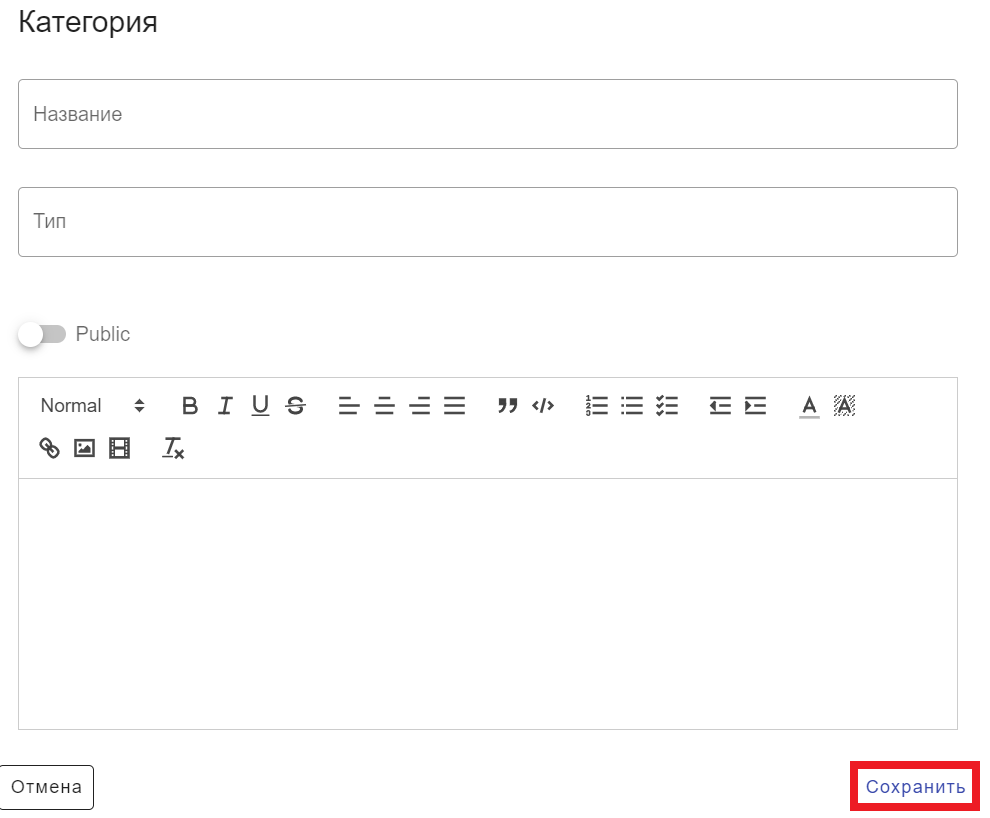 Категория
Название
Тип
Public
Normal
Отмена
Сохранить